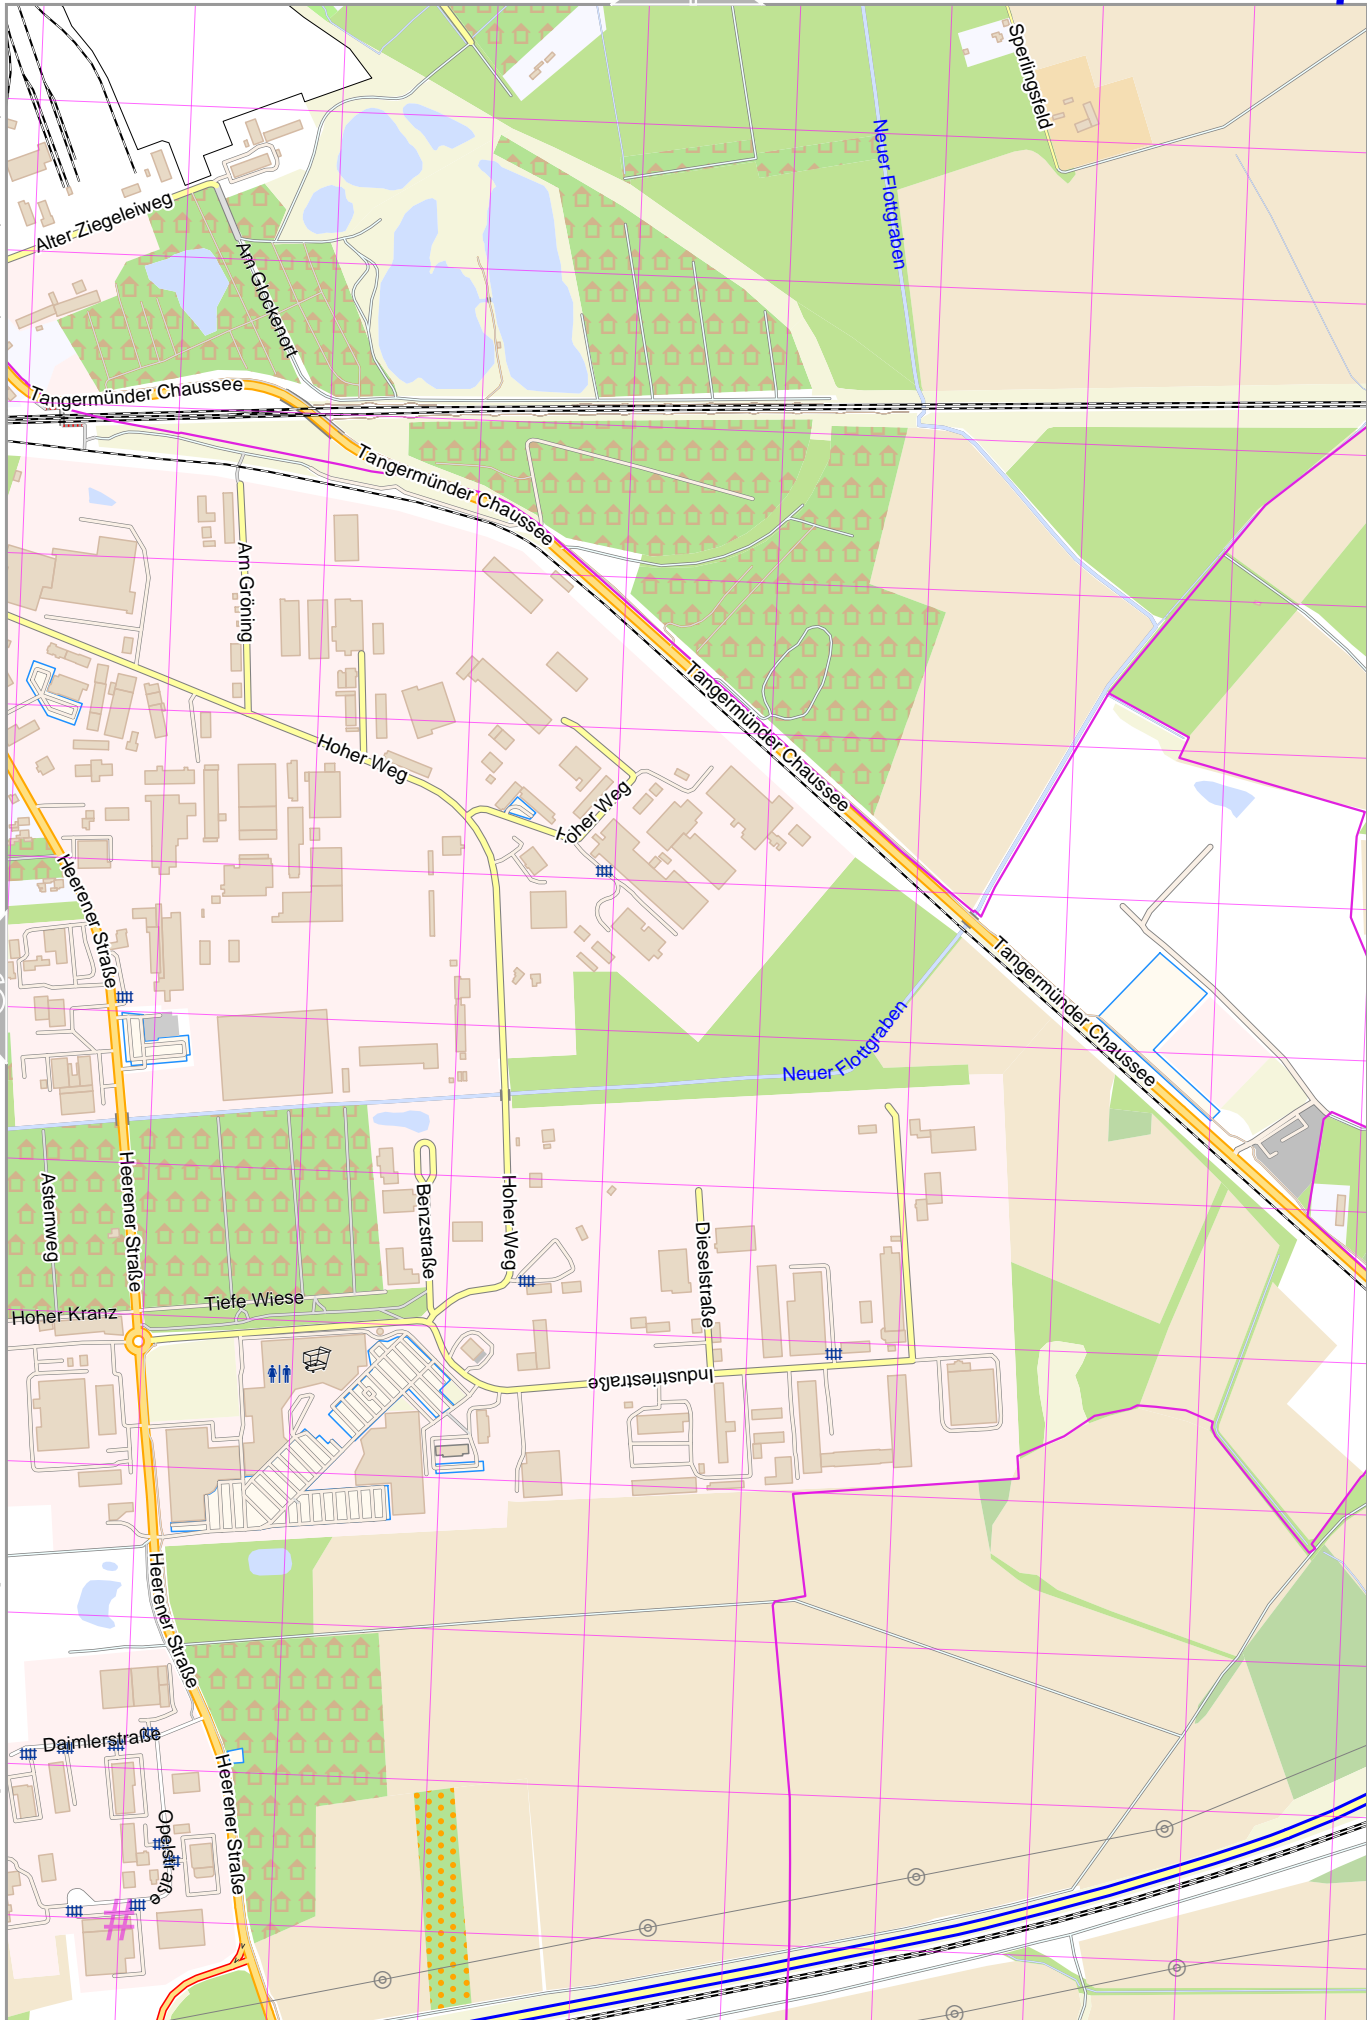 Sperlingsfeld
Neuer Flottgraben
Alter Ziegeleiweg
Am Glockenort
Tangermünder Chaussee
Tangermünder Chaussee
Am Gröning
Tangermünder Chaussee
Hoher Weg
Hoher Weg
Heerener Straße
Tangermünder Chaussee
Neuer Flottgraben
Asternweg
Heerener Straße
Benzstraße
Hoher Weg
Dieselstraße
Hoher Kranz
Tiefe Wiese
Industriestraße
Heerener Straße
Daimlerstraße
Heerener Straße
Opelstraße
#